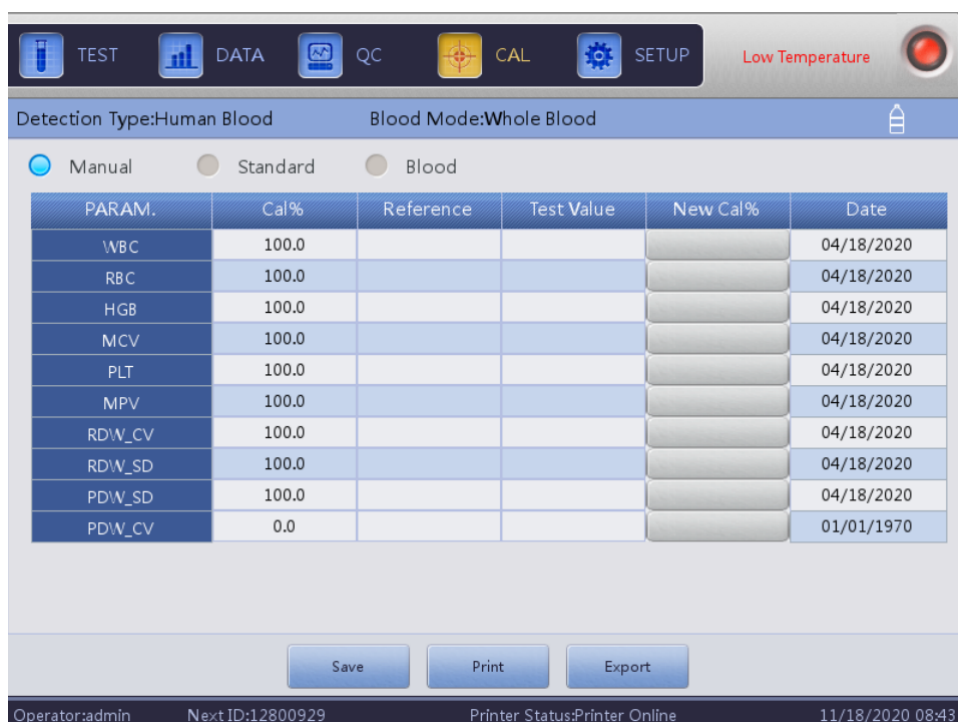 TEST DATA QC CAL SETUP Low Temperature
Detection Type:Human Blood Blood Mode:Whole Blood
Manual Standard Blood
PARAM. Cal% Reference Test Value New Cal% Date
WBC 100.0 04/18/2020
RBC 100.0 04/18/2020
HGB 100.0 04/18/2020
MCV 100.0 04/18/2020
PLT 100.0 04/18/2020
MPV 100.0 04/18/2020
RDW_CV 100.0 04/18/2020
RDW_SD 100.0 04/18/2020
PDW_SD 100.0 04/18/2020
PDW_CV 0.0 01/01/1970
Save Print Export
Operator:admin Next ID:12800929 Printer Status:Printer Online 11/18/2020 08:43